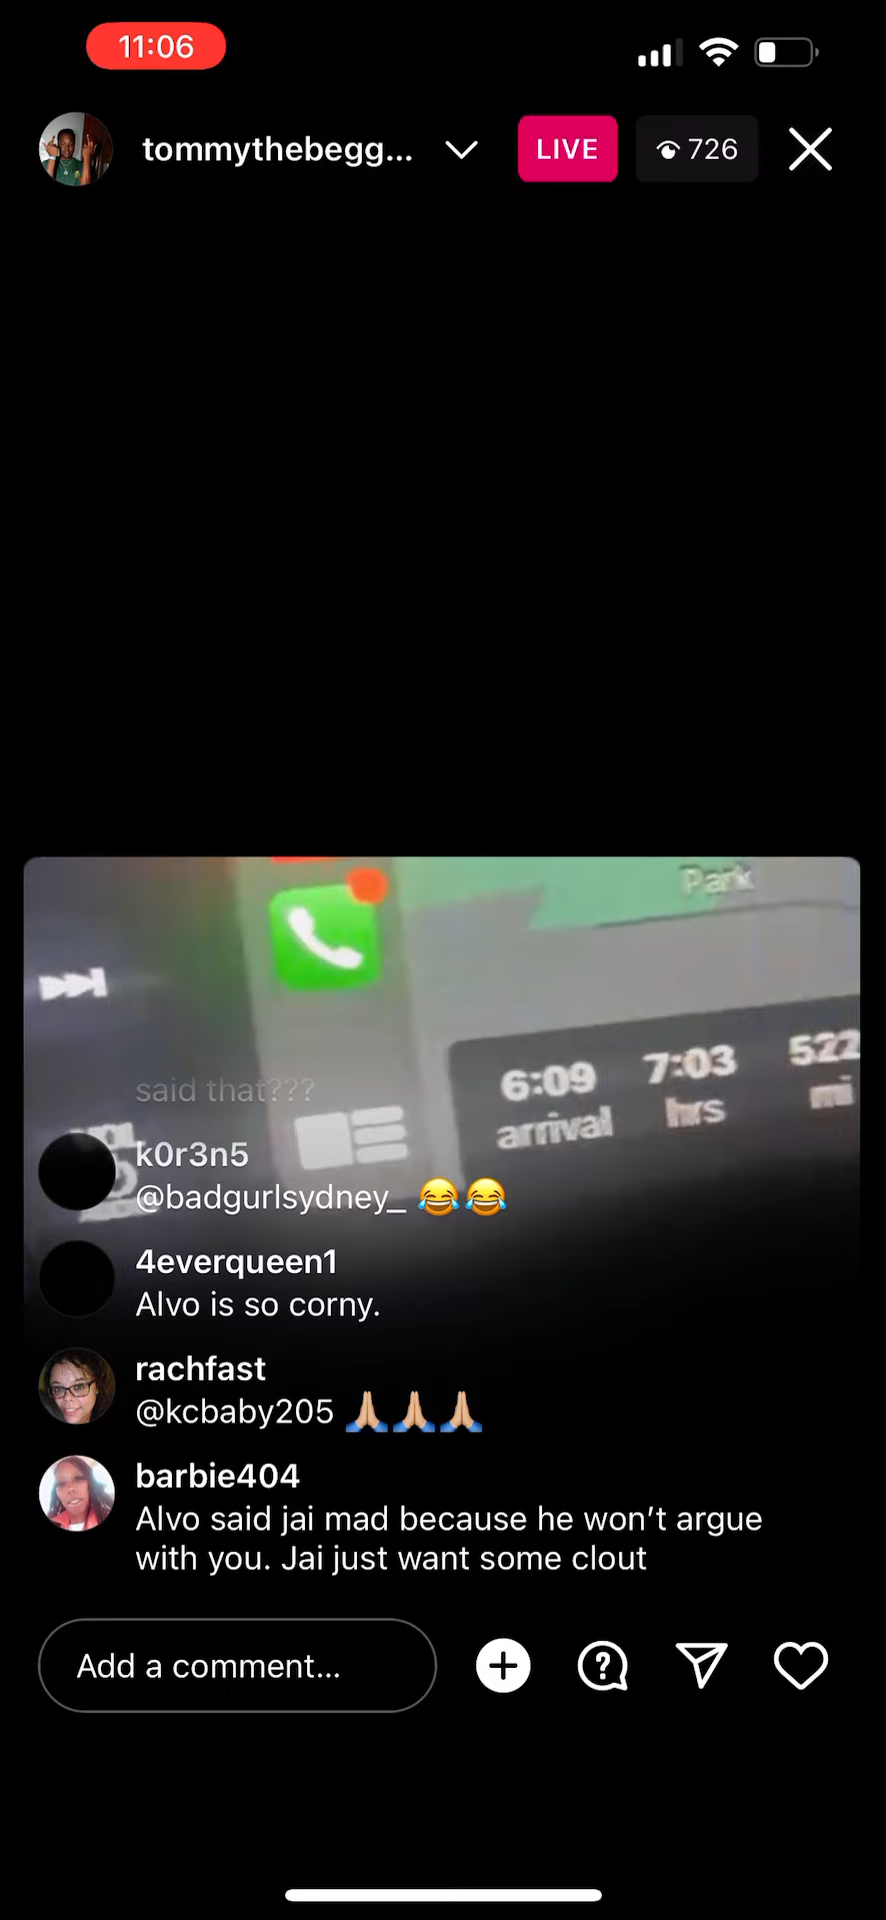 11:06
tommythebegg...
LIVE
726
Park
6:09 7:03 522
arrival hrs mi
said that???
k0r3n5
@badgurlsydney_ 😂😂
4everqueen1
Alvo is so corny.
rachfast
@kcbaby205 🙏🏼🙏🏼🙏🏼
barbie404
Alvo said jai mad because he won’t argue
with you. Jai just want some clout
Add a comment...